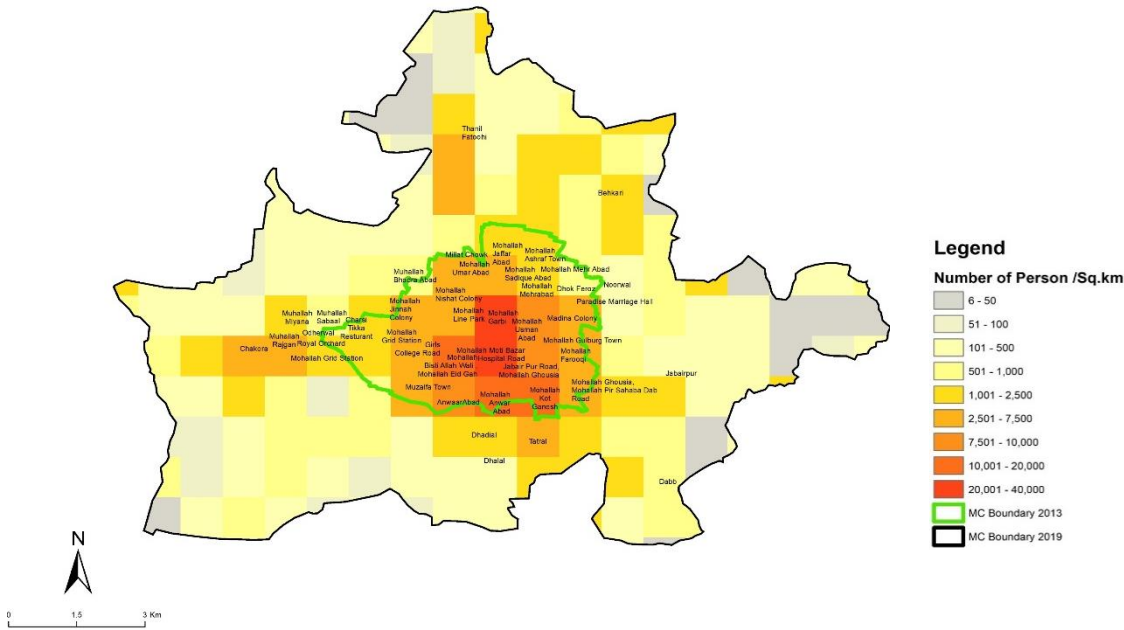 Thanil
Fatoohi
Behkari
Mohallah
Jaffar
Abad
Mohallah
Ashraf Town
Millat Chowk
Mohallah
Umar Abad
Mohallah
Sadique Abad
Mohallah Mehr Abad
Muhallah
Bhapra Abad
Mohallah
Mohrabad
Dhok Feroz
Noorwal
Mohallah
Nishat Colony
Paradise Marriage Hall
Mohallah
Jinnah
Colony
Mohallah
Line Park
Mohallah
Garbi
Mohallah
Usman
Abad
Madina Colony
Muhallah
Miyana
Muhallah
Sabaal
Ghana
Tikka
Resturant
Odherwal
Royal Orchard
Muhallah
Rajgan
Chakora
Mohallah Grid Station
Mohallah
Grid Station
Girls
College Road
Mohallah Gulburg Town
Mohallah Moti Bazar
Mohallah
Hospital Road
Mohallah
Farooqi
Bisti Allah Wali
Jabair Pur Road,
Mohallah Ghousia
Mohallah Eid Gah
Jabairpur
Muzaffa Town
AnwaarAbad
Mohallah
Anwar
Abad
Mohallah
Kot
Ganesh
Mohallah Ghousia,
Mohallah Pir Sahaba Dab
Road
Dhadial
Tatral
Dhalal
Dabb
Legend
Number of Person /Sq.km
6 - 50
51 - 100
101 - 500
501 - 1,000
1,001 - 2,500
2,501 - 7,500
7,501 - 10,000
10,001 - 20,000
20,001 - 40,000
MC Boundary 2013
MC Boundary 2019
N
0 1.5 3 Km